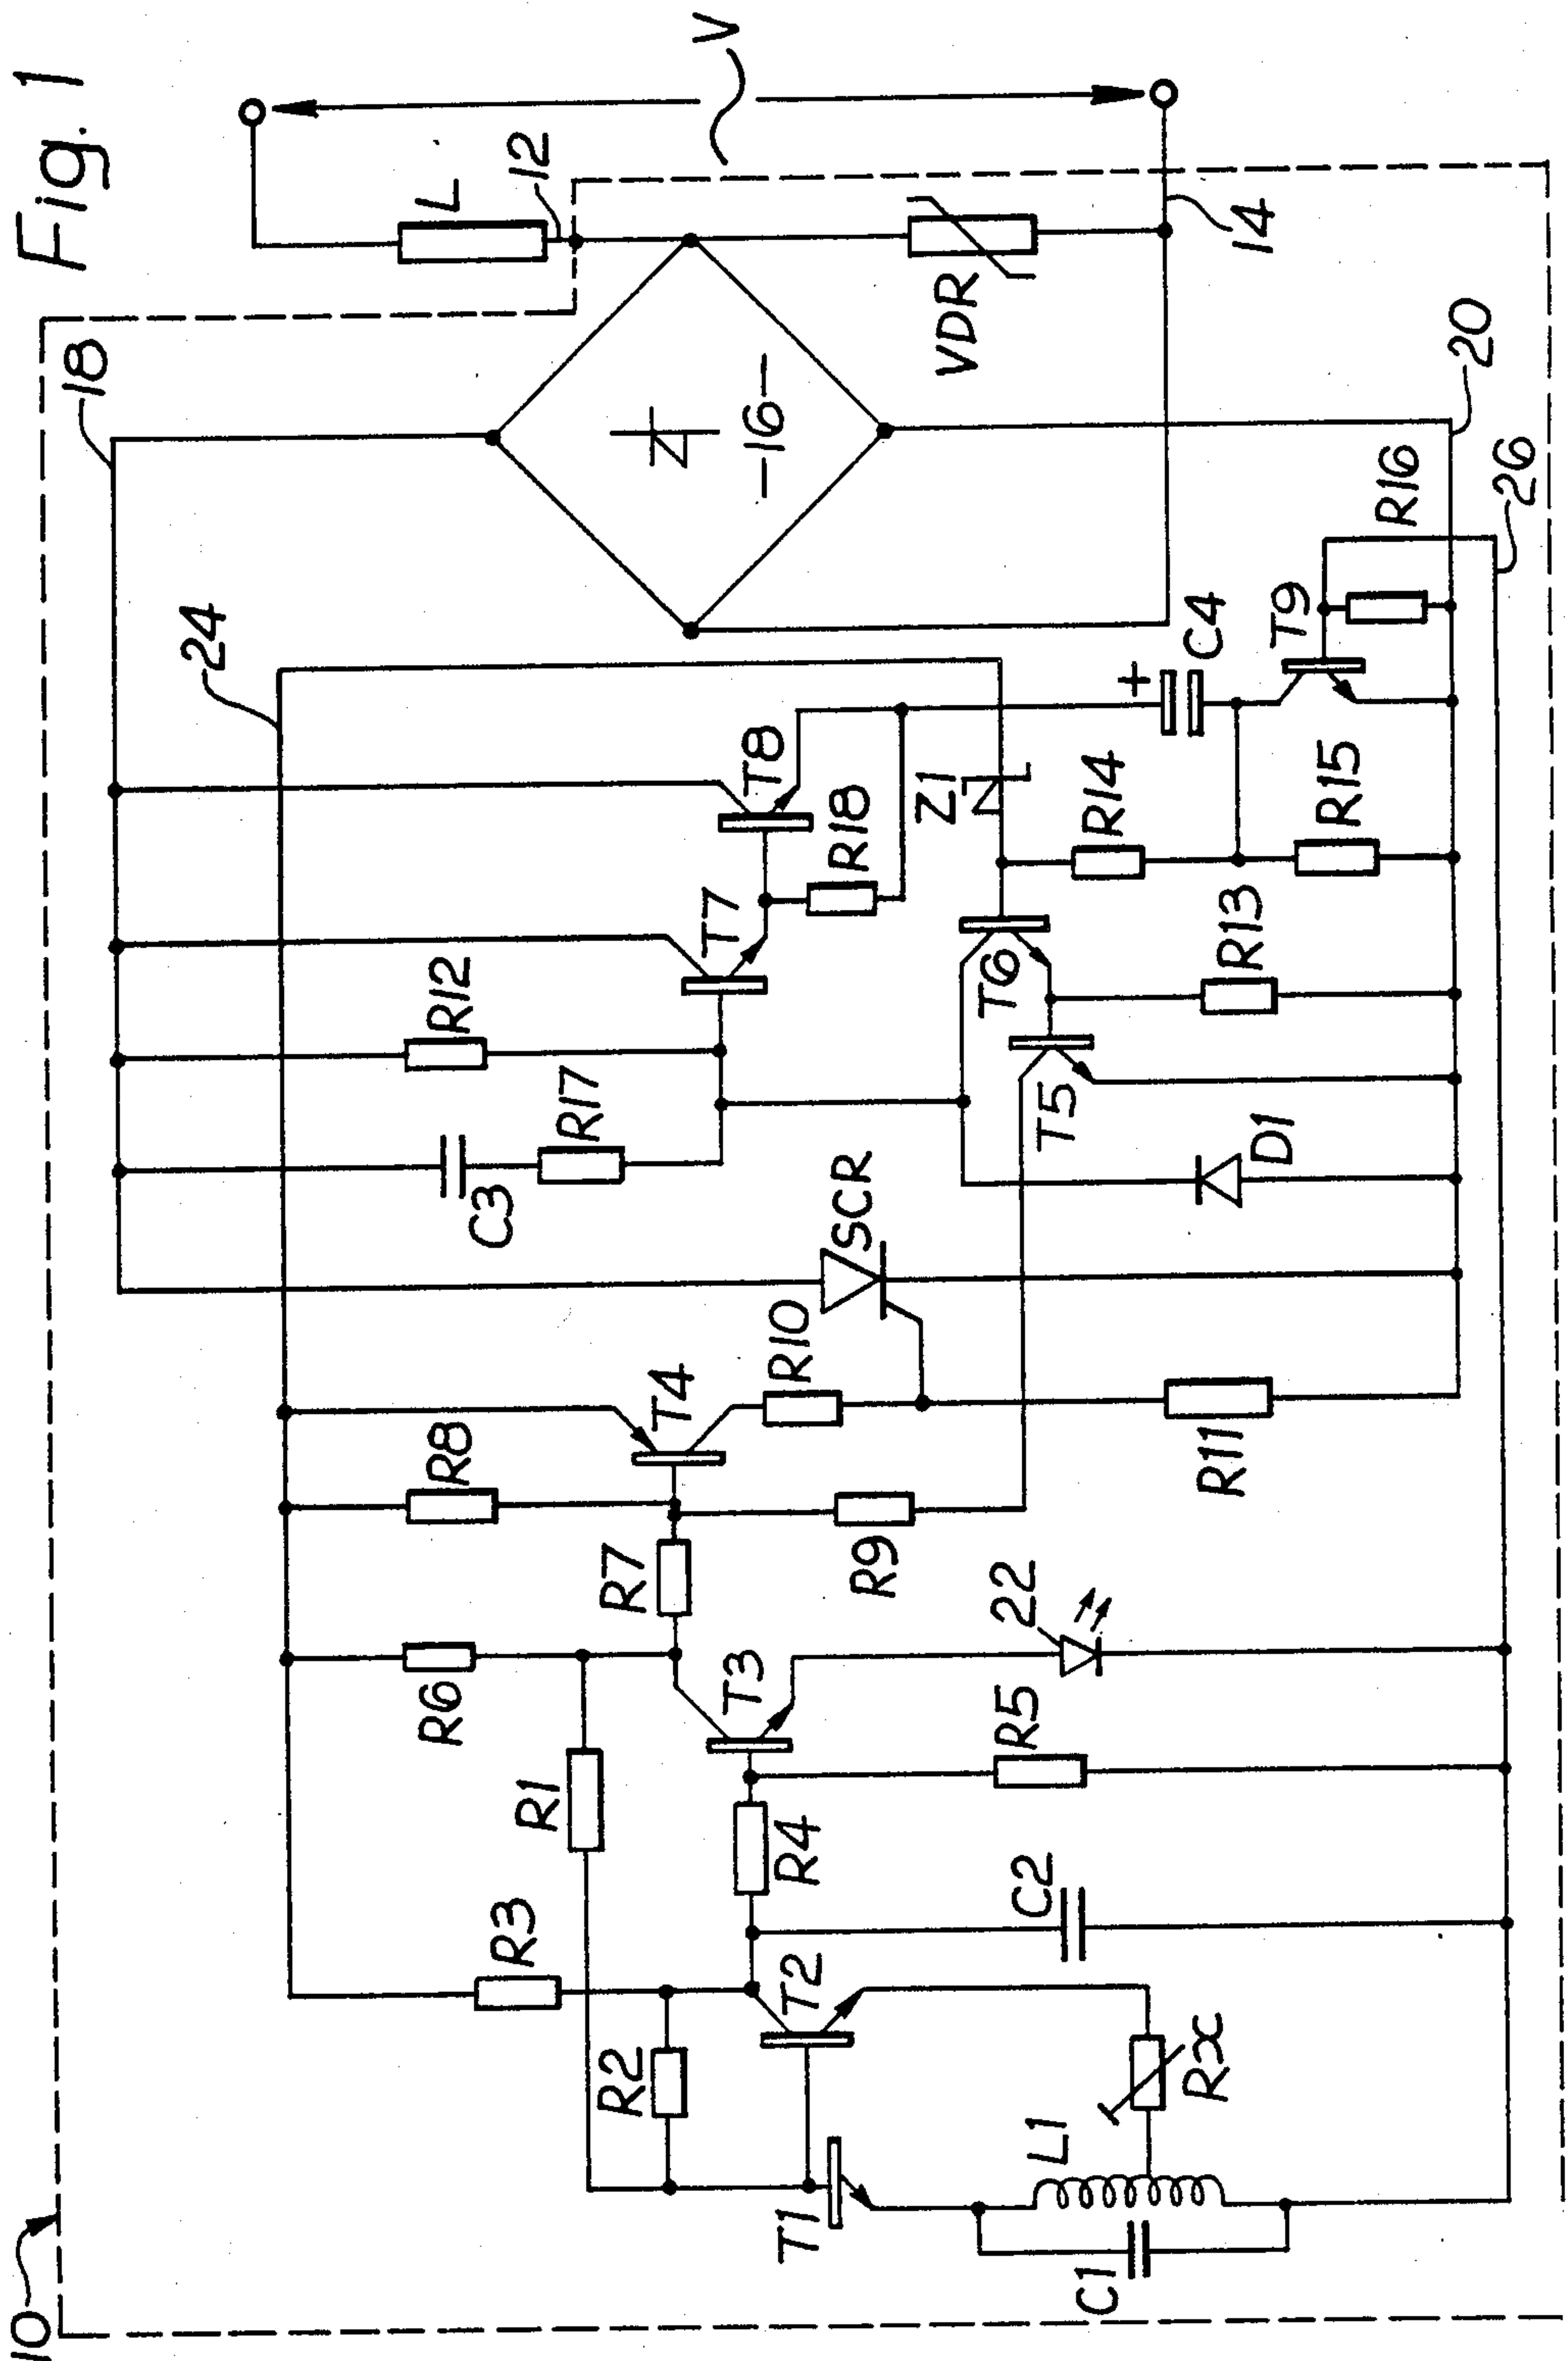 Fig. 1
10
18
24
12
L
V
14
VDR
-16-
20
26
R16
T9
C4
+
T8
R18
Z1
R14
R15
T7
R12
R17
C3
T6
R13
T5
D1
SCR
R10
T4
R8
R11
R9
R7
22
R6
T3
R5
R1
R4
C2
R3
T2
R2
Rx
L1
T1
C1